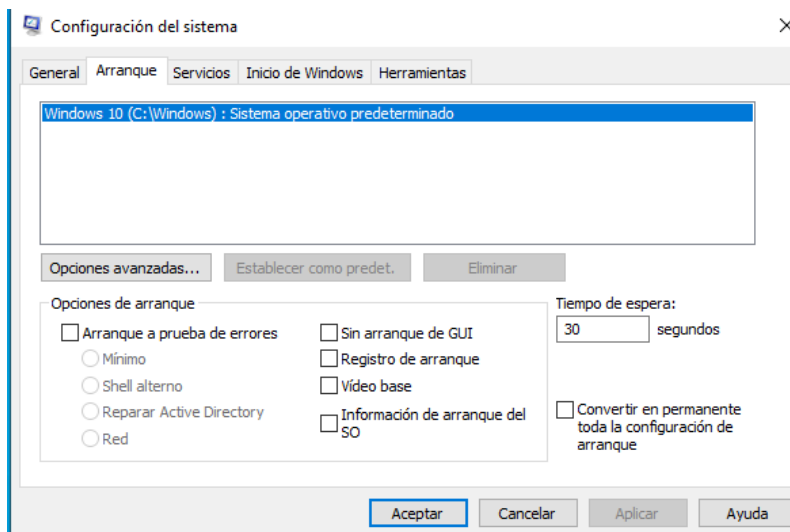 Configuración del sistema
General Arranque Servicios Inicio de Windows Herramientas
Windows 10 (C:\Windows) : Sistema operativo predeterminado
Opciones avanzadas... Establecer como predet. Eliminar
Opciones de arranque
Arranque a prueba de errores
Mínimo
Shell alterno
Reparar Active Directory
Red
Sin arranque de GUI
Registro de arranque
Vídeo base
Información de arranque del
SO
Tiempo de espera:
30 segundos
Convertir en permanente
toda la configuración de
arranque
Aceptar Cancelar Aplicar Ayuda